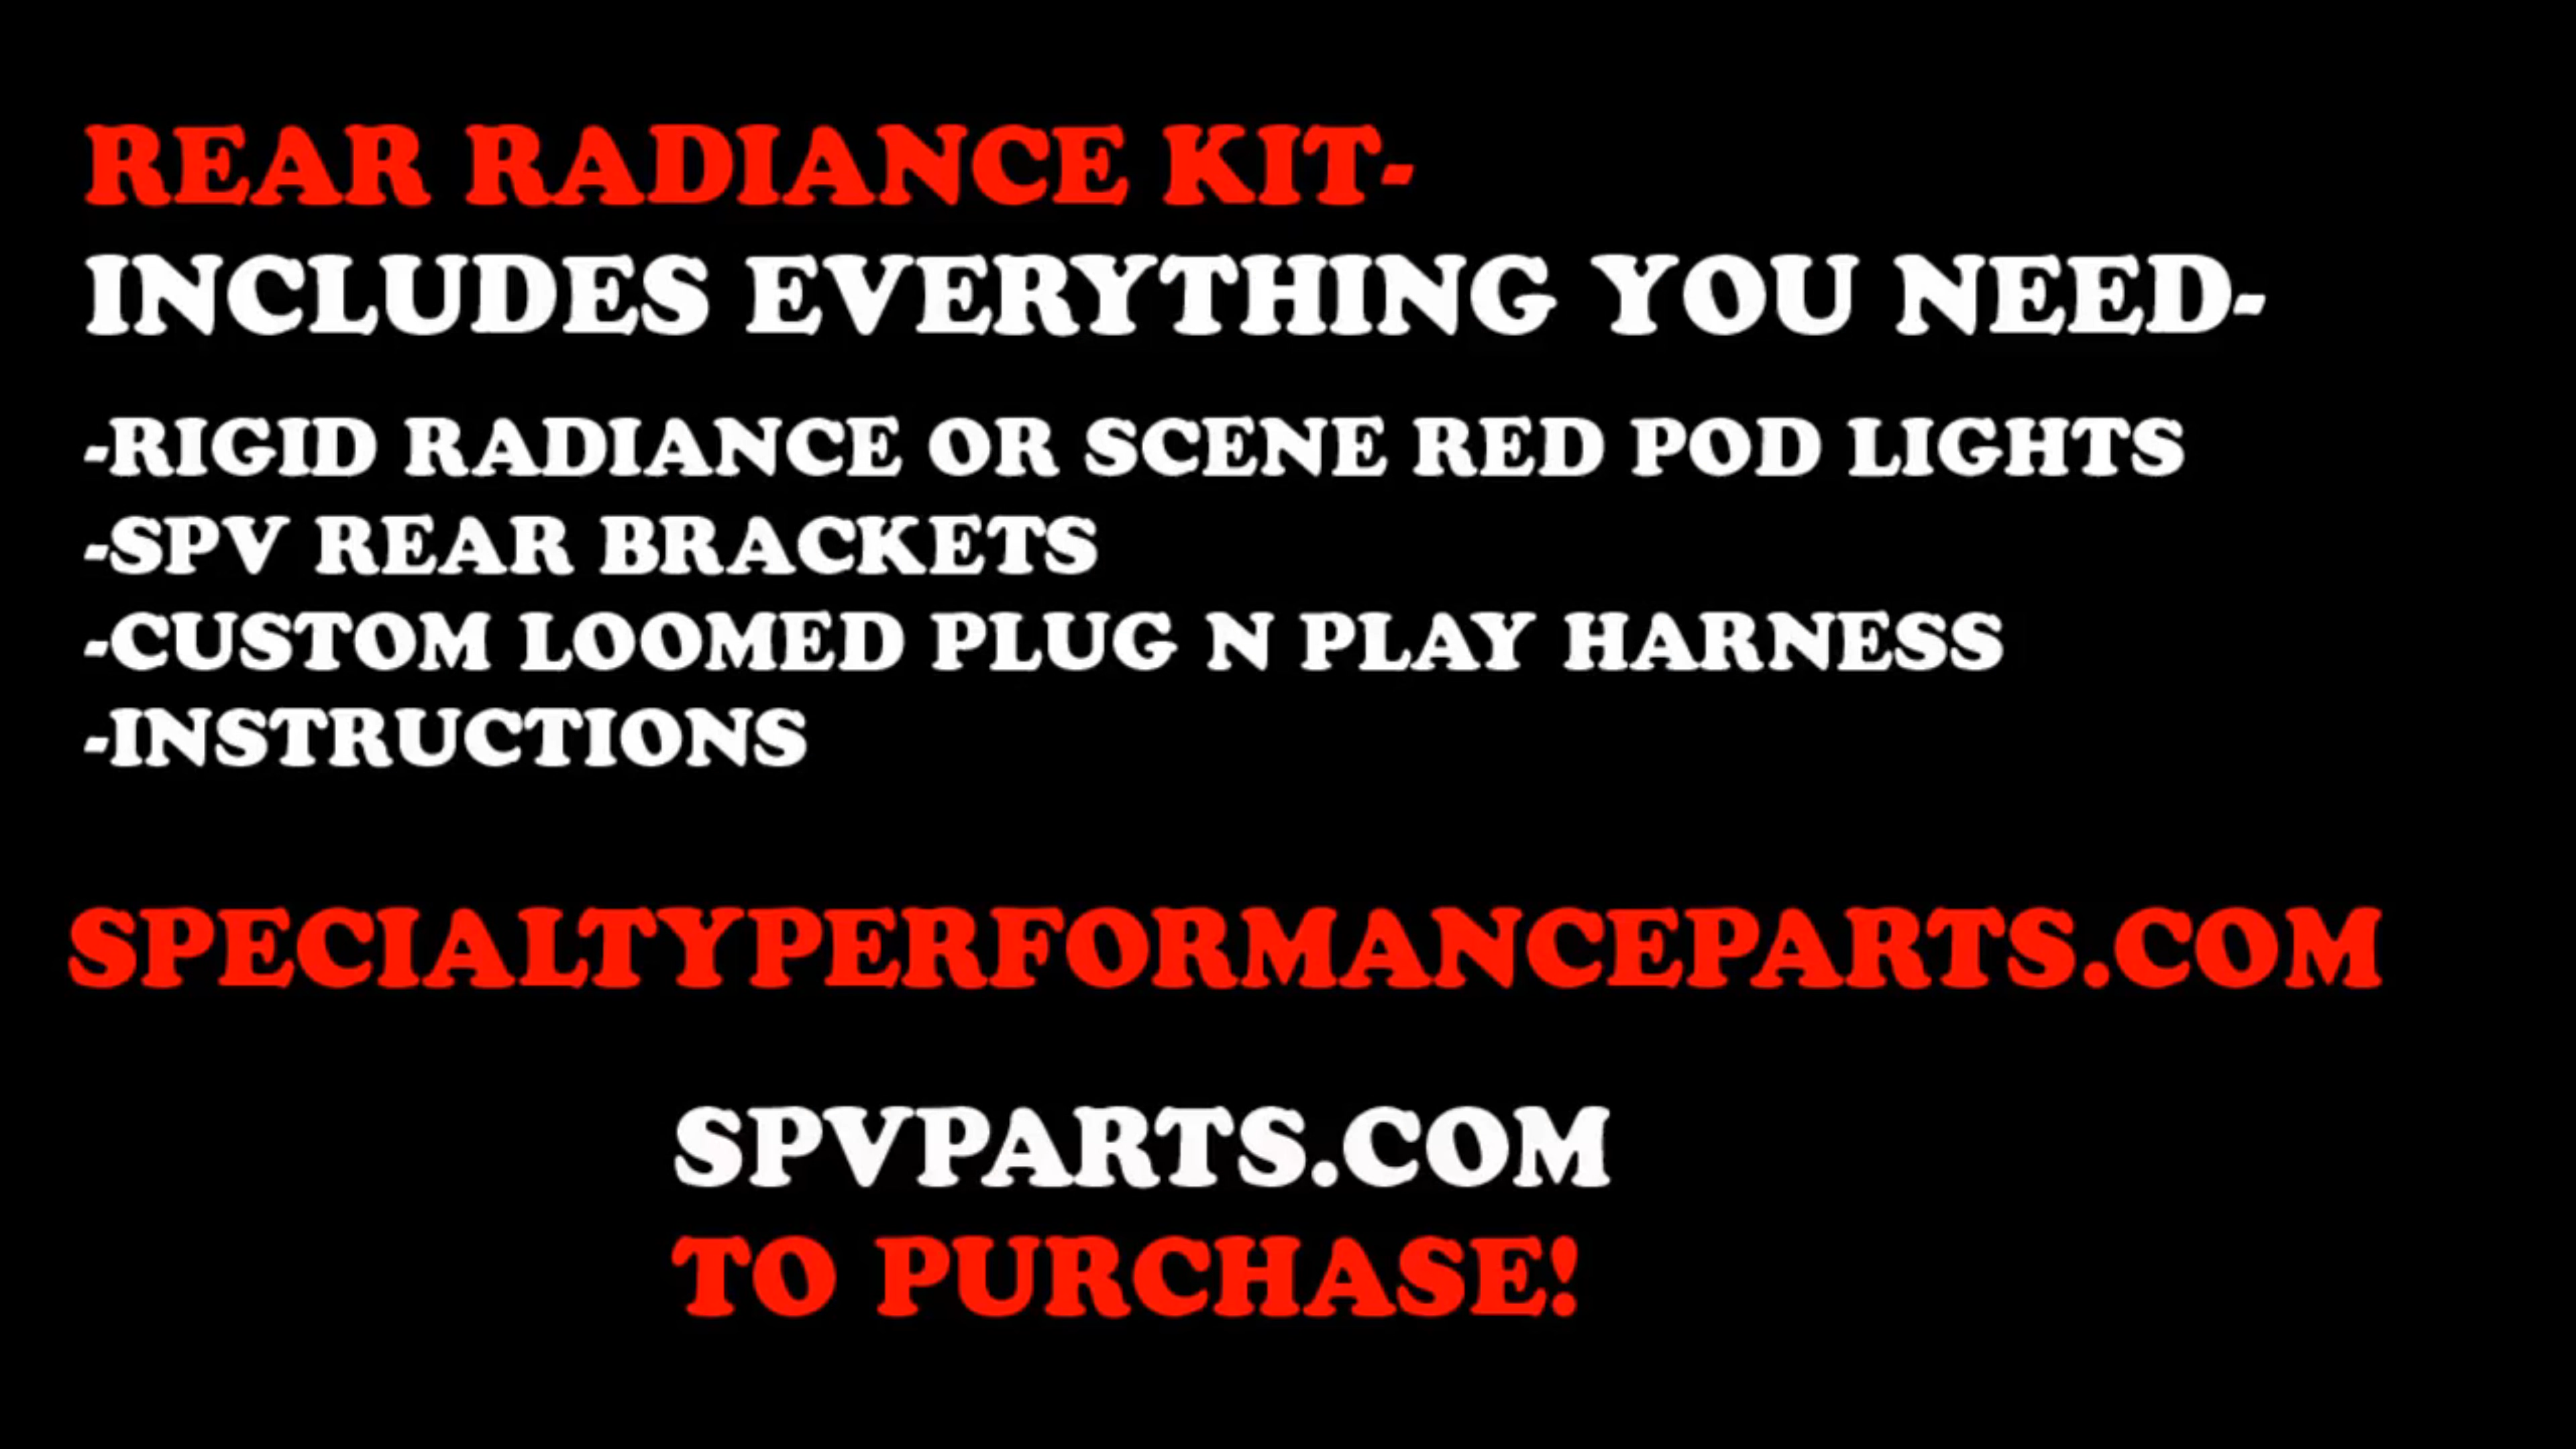 REAR RADIANCE KIT-
INCLUDES EVERYTHING YOU NEED-
-RIGID RADIANCE OR SCENE RED POD LIGHTS
-SPV REAR BRACKETS
-CUSTOM LOOMED PLUG N PLAY HARNESS
-INSTRUCTIONS
SPECIALTYPERFORMANCEPARTS.COM
SPVPARTS.COM
TO PURCHASE!